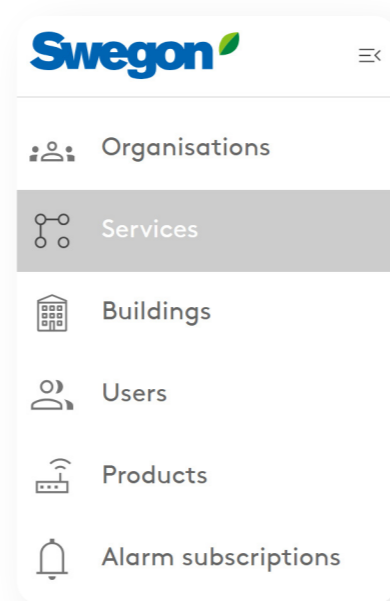 Swegon
Organisations
Services
Buildings
Users
Products
Alarm subscriptions